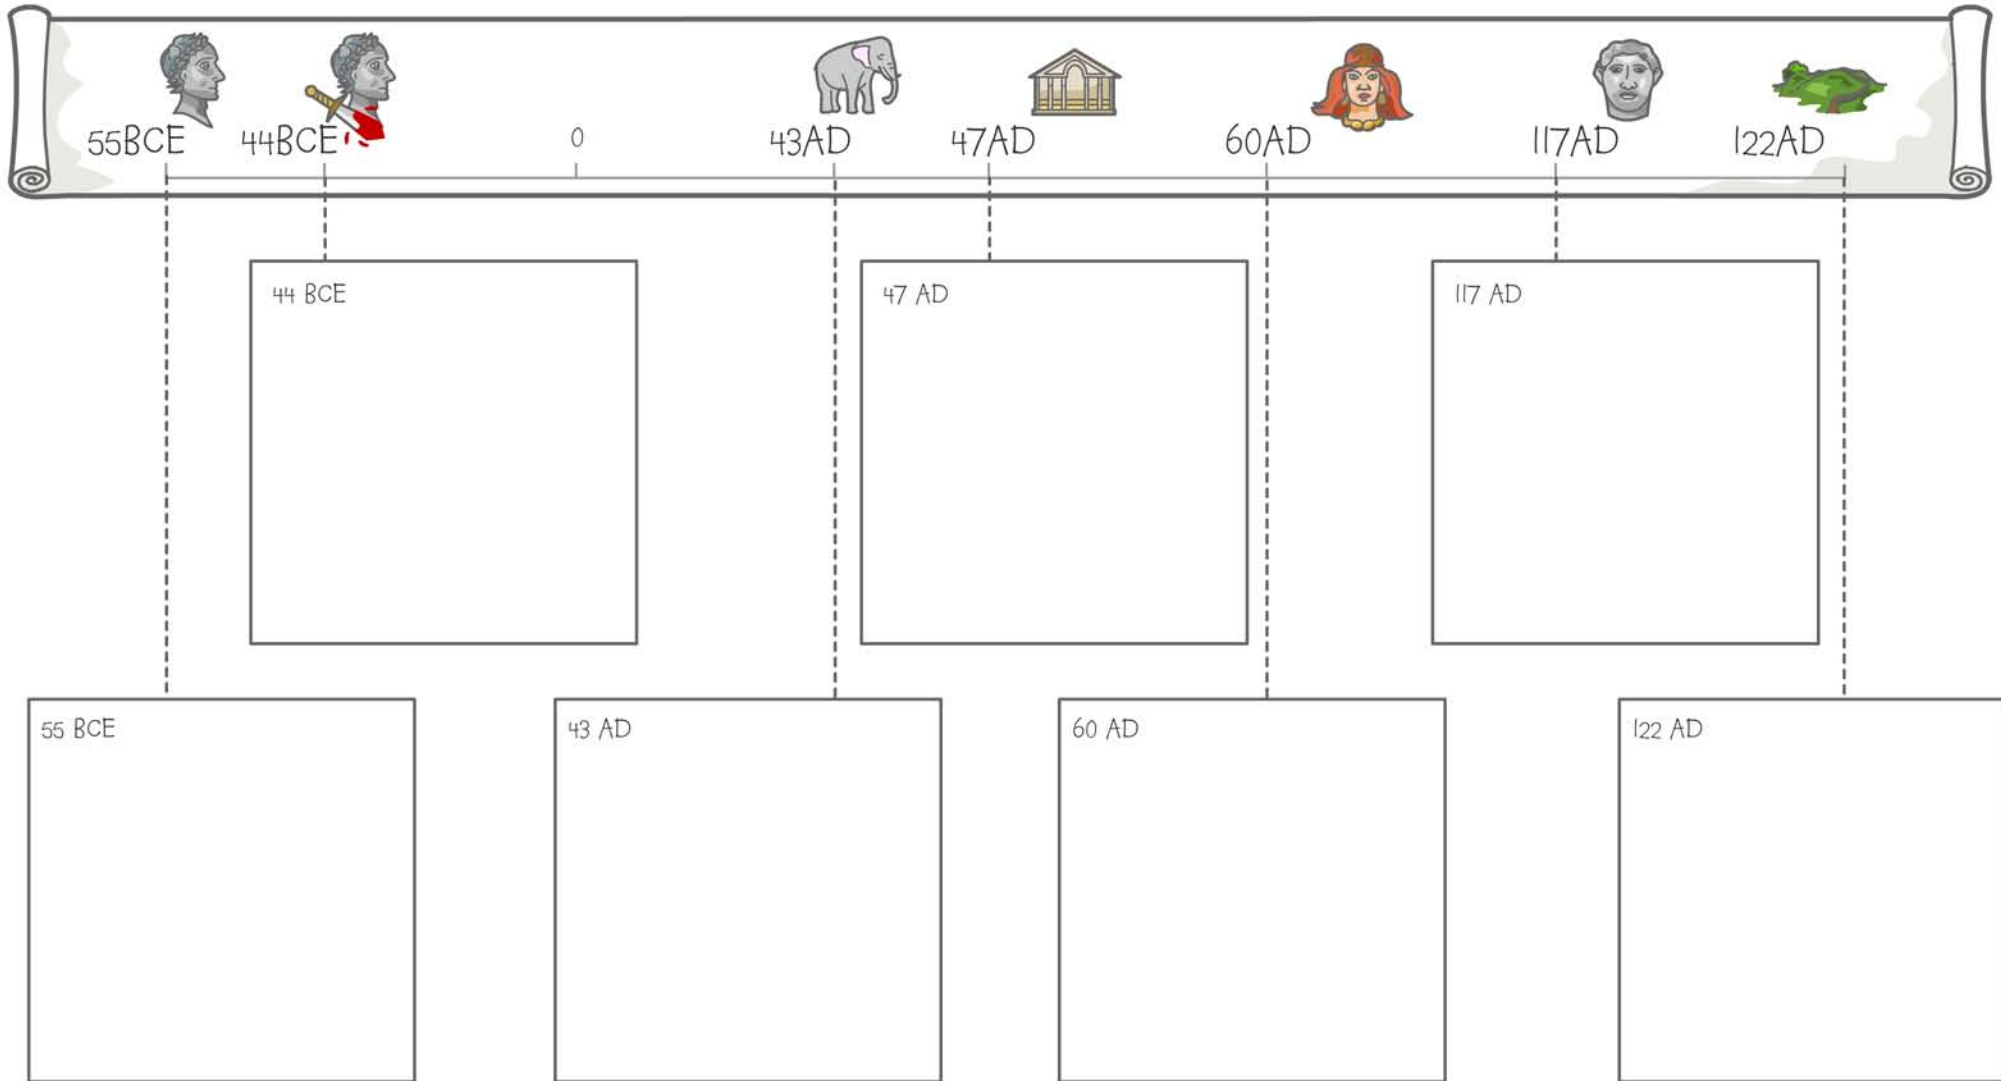 55BCE 44BCE 0 43AD 47AD 60AD 117AD 122AD
44 BCE
47 AD
117 AD
55 BCE
43 AD
60 AD
122 AD